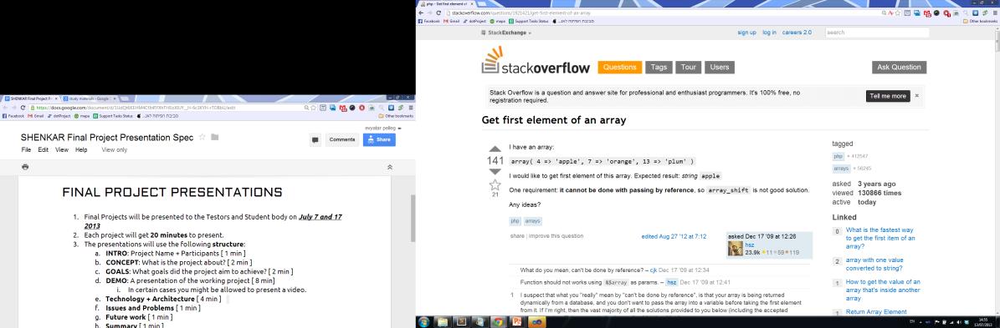 SHENKAR Final Project P
study materials - Google
https://docs.google.com/document/d/
Facebook
Gmail
dotProject
maps
Support Tasks Status
Other bookmarks
evyatar pelleg
SHENKAR Final Project Presentation Spec
Comments
Share
File Edit View Help View only
FINAL PROJECT PRESENTATIONS
1. Final Projects will be presented to the Testors and Student body on July 7 and 17
2013
2. Each project will get 20 minutes to present.
3. The presentations will use the following structure:
a. INTRO: Project Name + Participants [ 1 min ]
b. CONCEPT: What is the project about? [ 2 min ]
c. GOALS: What goals did the project aim to achieve? [ 2 min ]
d. DEMO: A presentation of the working project [ 8 min]
i. In certain cases you might be allowed to present a video.
e. Technology + Architecture [ 4 min ]
f. Issues and Problems [ 1 min ]
g. Future work [ 1 min ]
h. Summary [ 1 min ]
php - Get first element of
stackoverflow.com/questions/1921421/get-first-element-of-an-array
Facebook
Gmail
dotProject
maps
Support Tasks Status
Other bookmarks
StackExchange
sign up log in careers 2.0
search
stackoverflow
Questions
Tags
Tour
Users
Ask Question
Stack Overflow is a question and answer site for professional and enthusiast programmers. It's 100% free, no
registration required.
Tell me more
×
Get first element of an array
141
21
I have an array:
array( 4 => 'apple', 7 => 'orange', 13 => 'plum' )
I would like to get first element of this array. Expected result: string apple
One requirement: it cannot be done with passing by reference, so array_shift is not good solution.
Any ideas?
php arrays
share | improve this question
edited Aug 27 '12 at 7:12
asked Dec 17 '09 at 12:26
hsz
23.9k 11 59 119
What do you mean, can't be done by reference? – cjk Dec 17 '09 at 12:34
Function should not works using &$array as params. – hsz Dec 17 '09 at 12:41
1 I suspect that what you "really" mean by "can't be done by reference", is that your array is being returned
dynamically from a database, and you don't want to pass the array into a variable before taking the first element
from it. If I'm right, then the vast majority of all the solutions provided to you below (including the accepted
tagged
php × 412547
arrays × 56245
asked 3 years ago
viewed 130866 times
active today
Linked
0 What is the fastest way
to get the first item of an
array?
2 array with one value
converted to string?
1 How to get the value of an
array that's inside another
array
1 Return Array Element
EN
14:55
13/07/2013